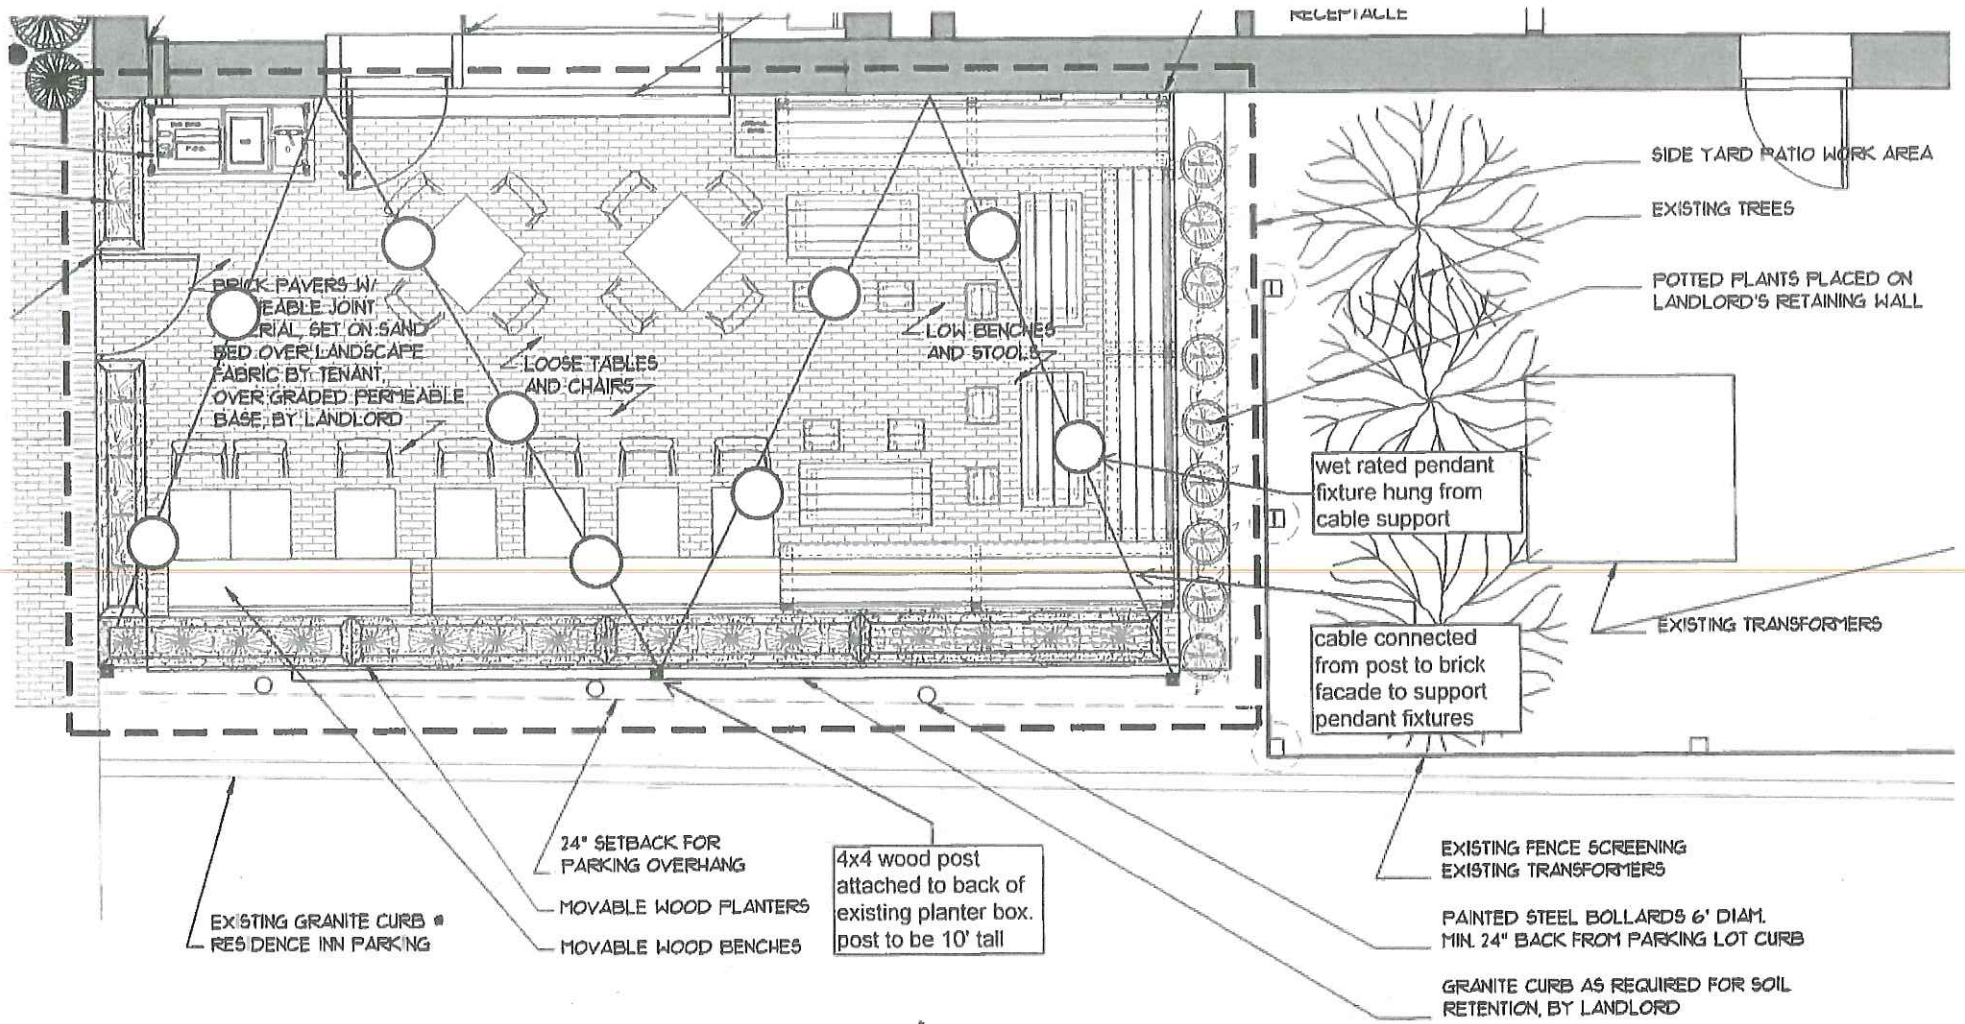 RECEPTACLE
SIDE YARD PATIO WORK AREA
EXISTING TREES
POTTED PLANTS PLACED ON
LANDLORD'S RETAINING WALL
BRICK PAVERS W/
EABLE JOINT
RIAL, SET ON SAND
BED OVER LANDSCAPE
FABRIC BY TENANT,
OVER GRADED PERMEABLE
BASE, BY LANDLORD
LOOSE TABLES
AND CHAIRS
LOW BENCHES
AND STOOLS
wet rated pendant
fixture hung from
cable support
EXISTING TRANSFORMERS
cable connected
from post to brick
facade to support
pendant fixtures
24" SETBACK FOR
PARKING OVERHANG
MOVABLE WOOD PLANTERS
MOVABLE WOOD BENCHES
EXISTING GRANITE CURB @
RESIDENCE INN PARKING
4x4 wood post
attached to back of
existing planter box.
post to be 10' tall
EXISTING FENCE SCREENING
EXISTING TRANSFORMERS
PAINTED STEEL BOLLARDS 6' DIAM.
MIN. 24" BACK FROM PARKING LOT CURB
GRANITE CURB AS REQUIRED FOR SOIL
RETENTION, BY LANDLORD